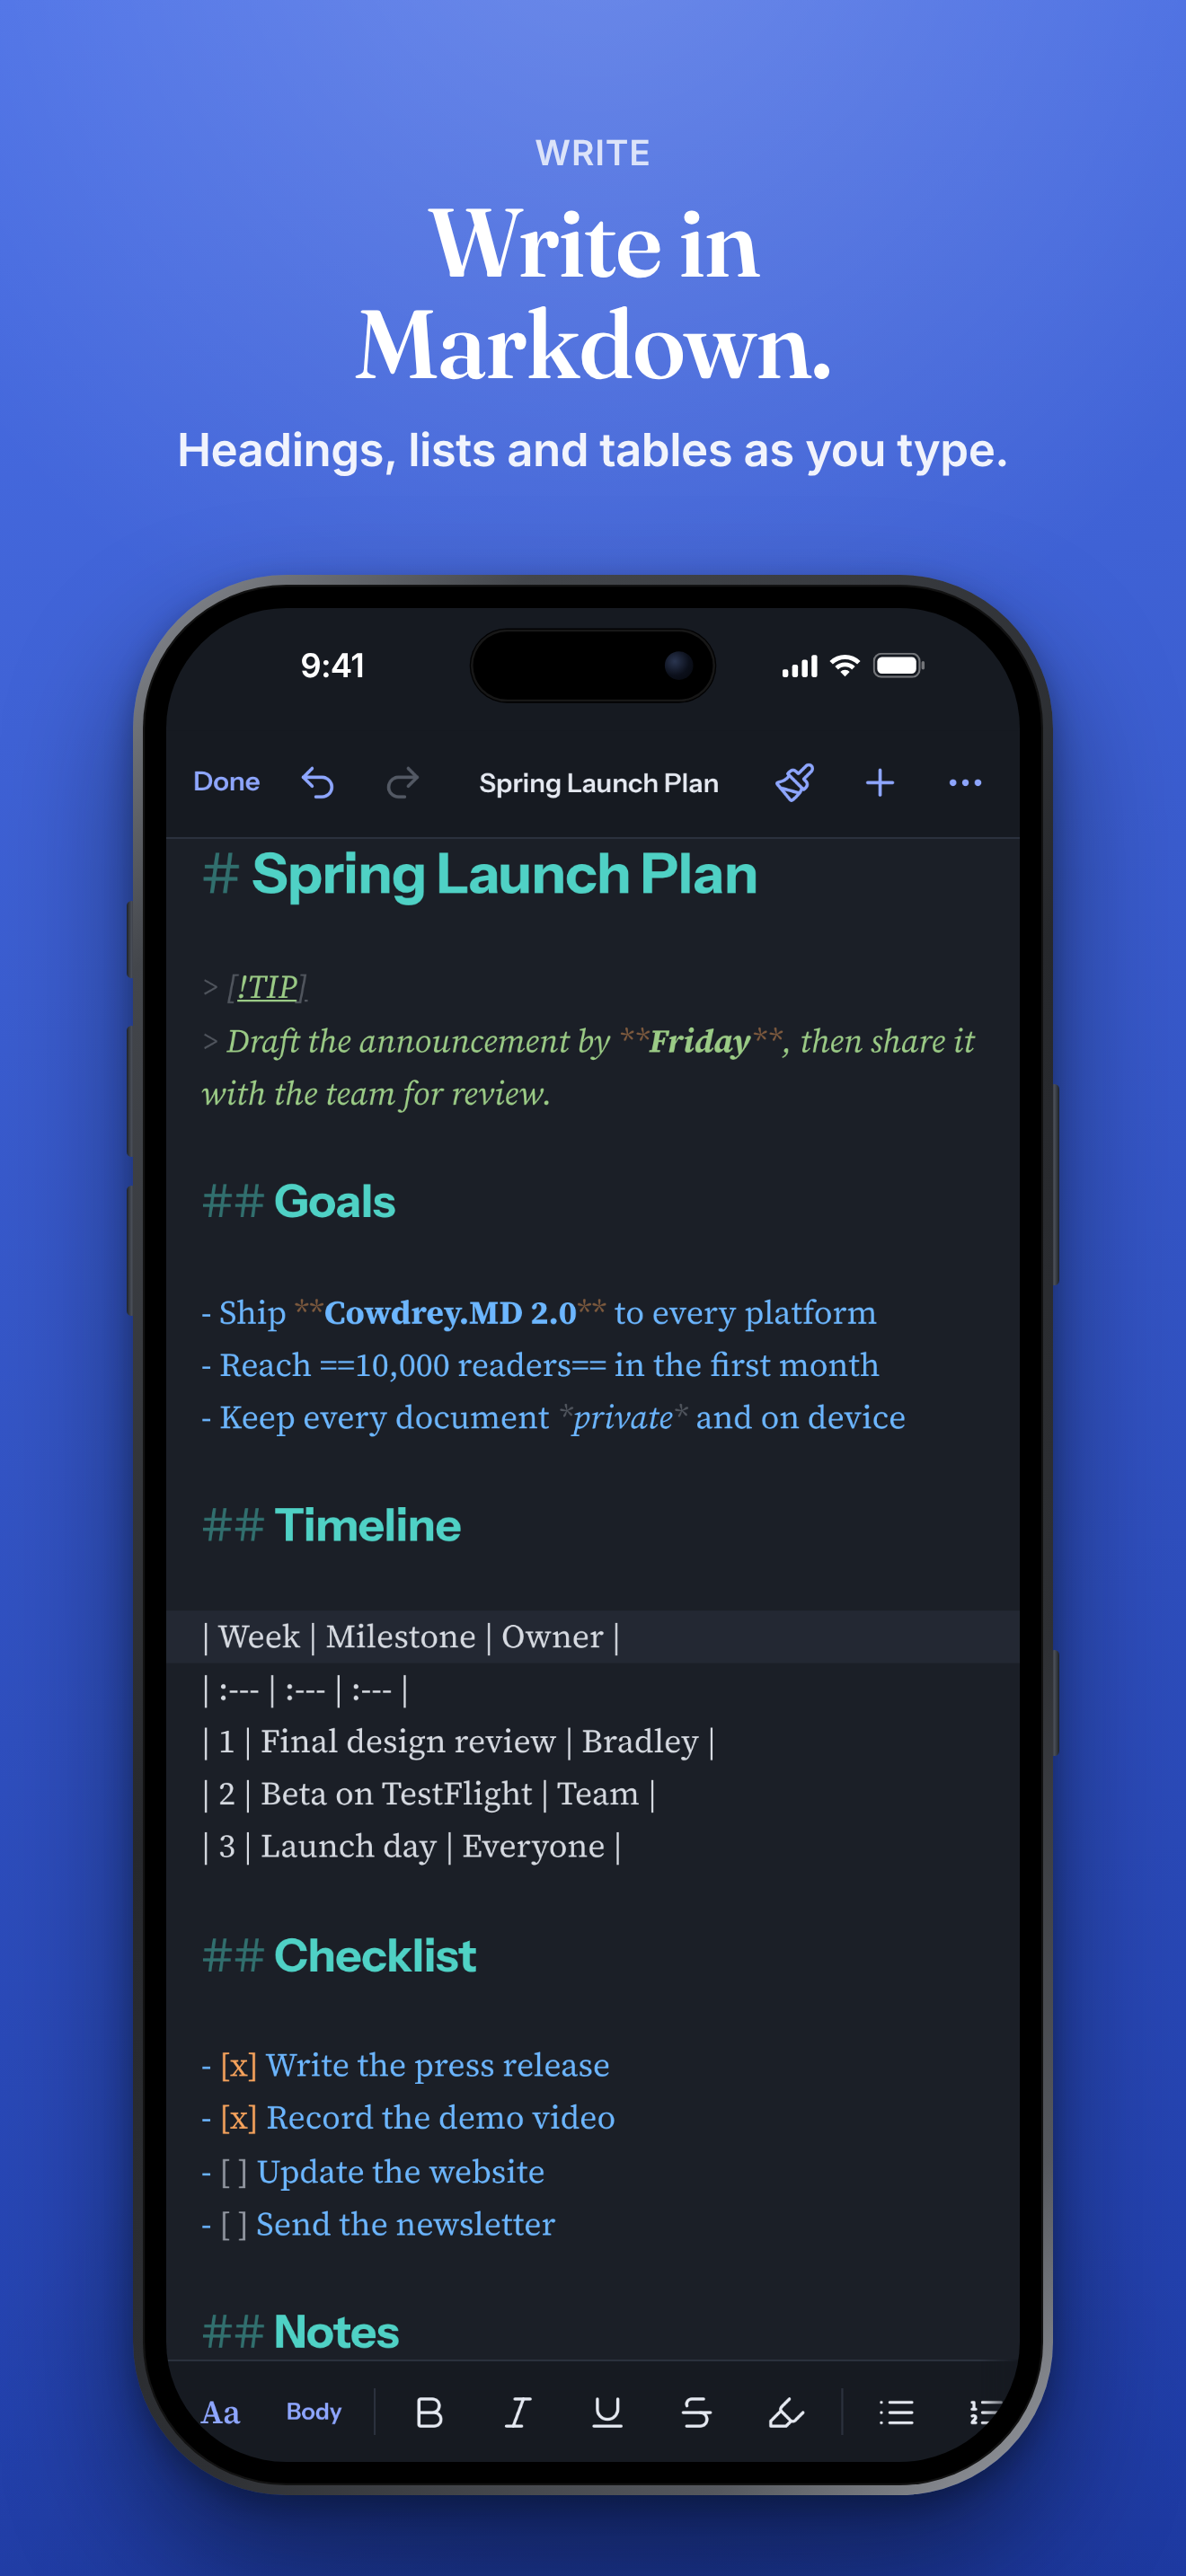 WRITE
Write in
Markdown.
Headings, lists and tables as you type.
9:41
Done
Spring Launch Plan
# Spring Launch Plan
> [!TIP]
> Draft the announcement by **Friday**, then share it
with the team for review.
## Goals
- Ship **Cowdrey.MD 2.0** to every platform
- Reach ==10,000 readers== in the first month
- Keep every document *private* and on device
## Timeline
| Week | Milestone | Owner |
| :--- | :--- | :--- |
| 1 | Final design review | Bradley |
| 2 | Beta on TestFlight | Team |
| 3 | Launch day | Everyone |
## Checklist
- [x] Write the press release
- [x] Record the demo video
- [ ] Update the website
- [ ] Send the newsletter
## Notes
Aa Body B I U S